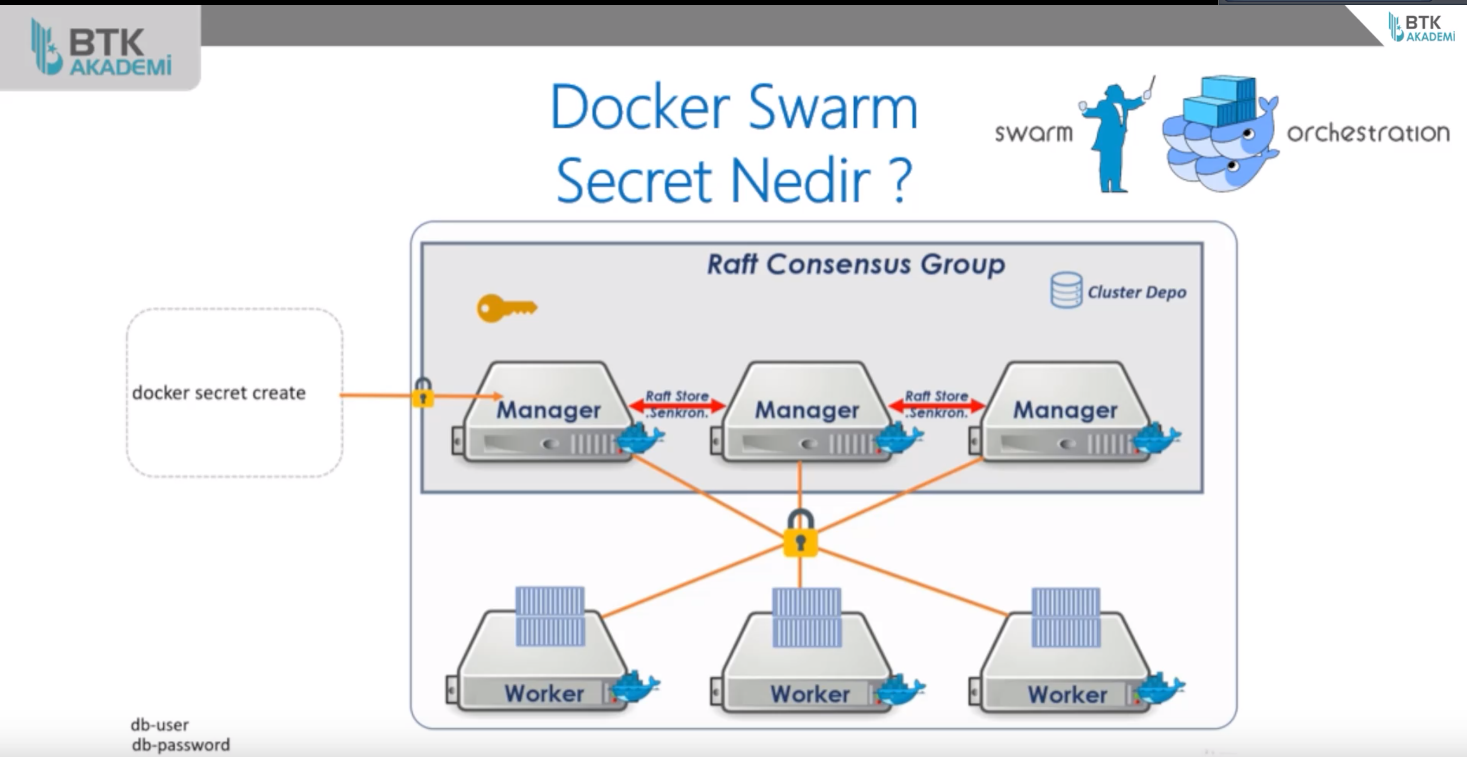 BTK
AKADEMİ
BTK
AKADEMİ
Docker Swarm
Secret Nedir ?
swarm
orchestration
Raft Consensus Group
Cluster Depo
docker secret create
Manager
Raft Store
.Senkron.
Manager
Raft Store
.Senkron.
Manager
Worker
Worker
Worker
db-user
db-password